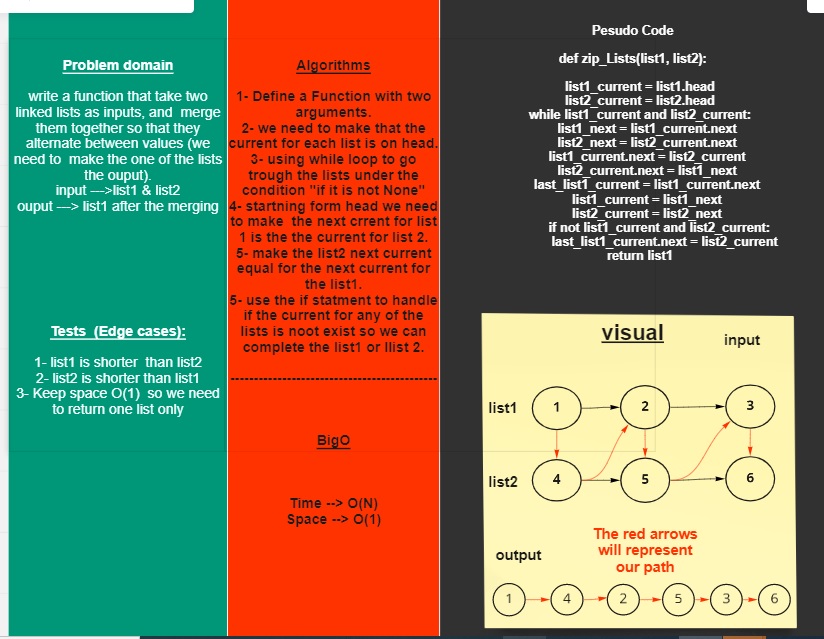 Problem domain
write a function that take two
linked lists as inputs, and merge
them together so that they
alternate between values (we
need to make the one of the lists
the ouput).
input —>list1 & list2
ouput —> list1 after the merging
Tests (Edge cases):
1- list1 is shorter than list2
2- list2 is shorter than list1
3- Keep space O(1) so we need
to return one list only
Algorithms
1- Define a Function with two
arguments.
2- we need to make that the
current for each list is on head.
3- using while loop to go
trough the lists under the
condition "if it is not None"
4- startning form head we need
to make the next crrent for list
1 is the the current for list 2.
5- make the list2 next current
equal for the next current for
the list1.
5- use the if statment to handle
if the current for any of the
lists is noot exist so we can
complete the list1 or llist 2.
---------------------------------------------
BigO
Time --> O(N)
Space --> O(1)
Pesudo Code
def zip_Lists(list1, list2):
list1_current = list1.head
list2_current = list2.head
while list1_current and list2_current:
list1_next = list1_current.next
list2_next = list2_current.next
list1_current.next = list2_current
list2_current.next = list1_next
last_list1_current = list1_current.next
list1_current = list1_next
list2_current = list2_next
if not list1_current and list2_current:
last_list1_current.next = list2_current
return list1
visual
input
list1 1 2 3
list2 4 5 6
The red arrows
will represent
our path
output
1 4 2 5 3 6